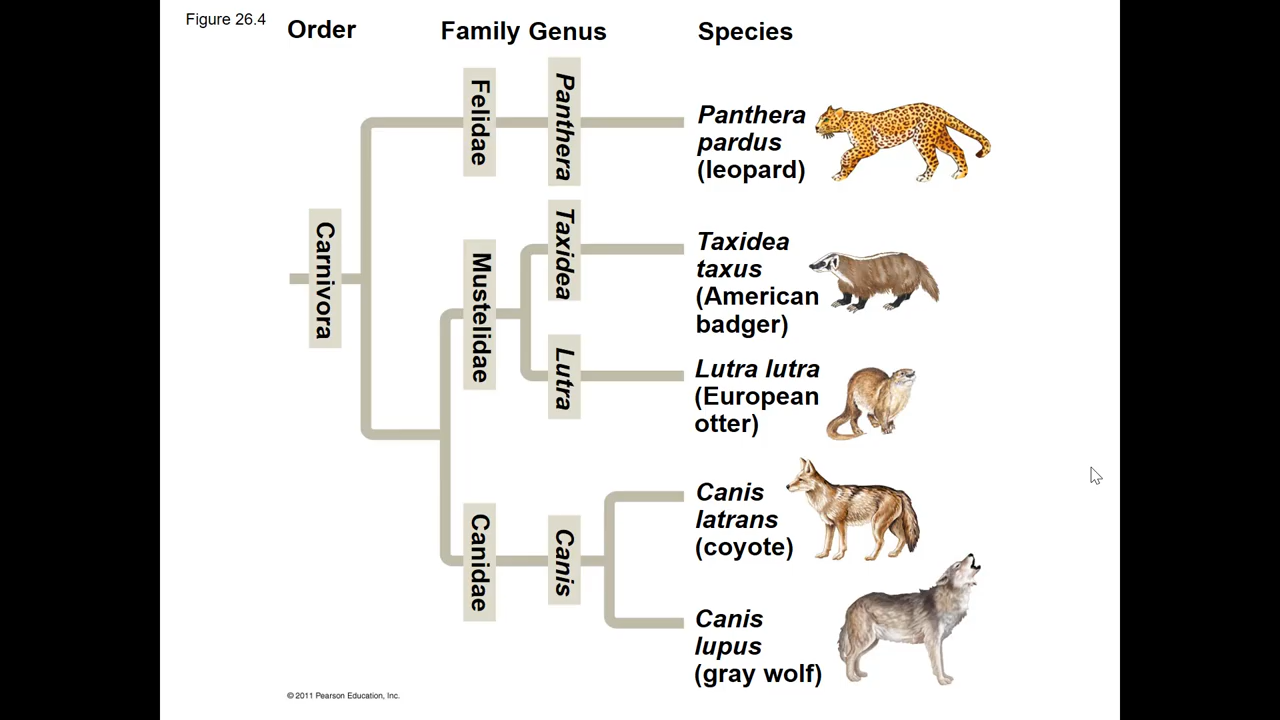 Figure 26.4
Order
Family Genus
Species
Carnivora
Felidae
Panthera
Panthera
pardus
(leopard)
Mustelidae
Taxidea
Taxidea
taxus
(American
badger)
Lutra
Lutra lutra
(European
otter)
Canidae
Canis
Canis
latrans
(coyote)
Canis
lupus
(gray wolf)
© 2011 Pearson Education, Inc.